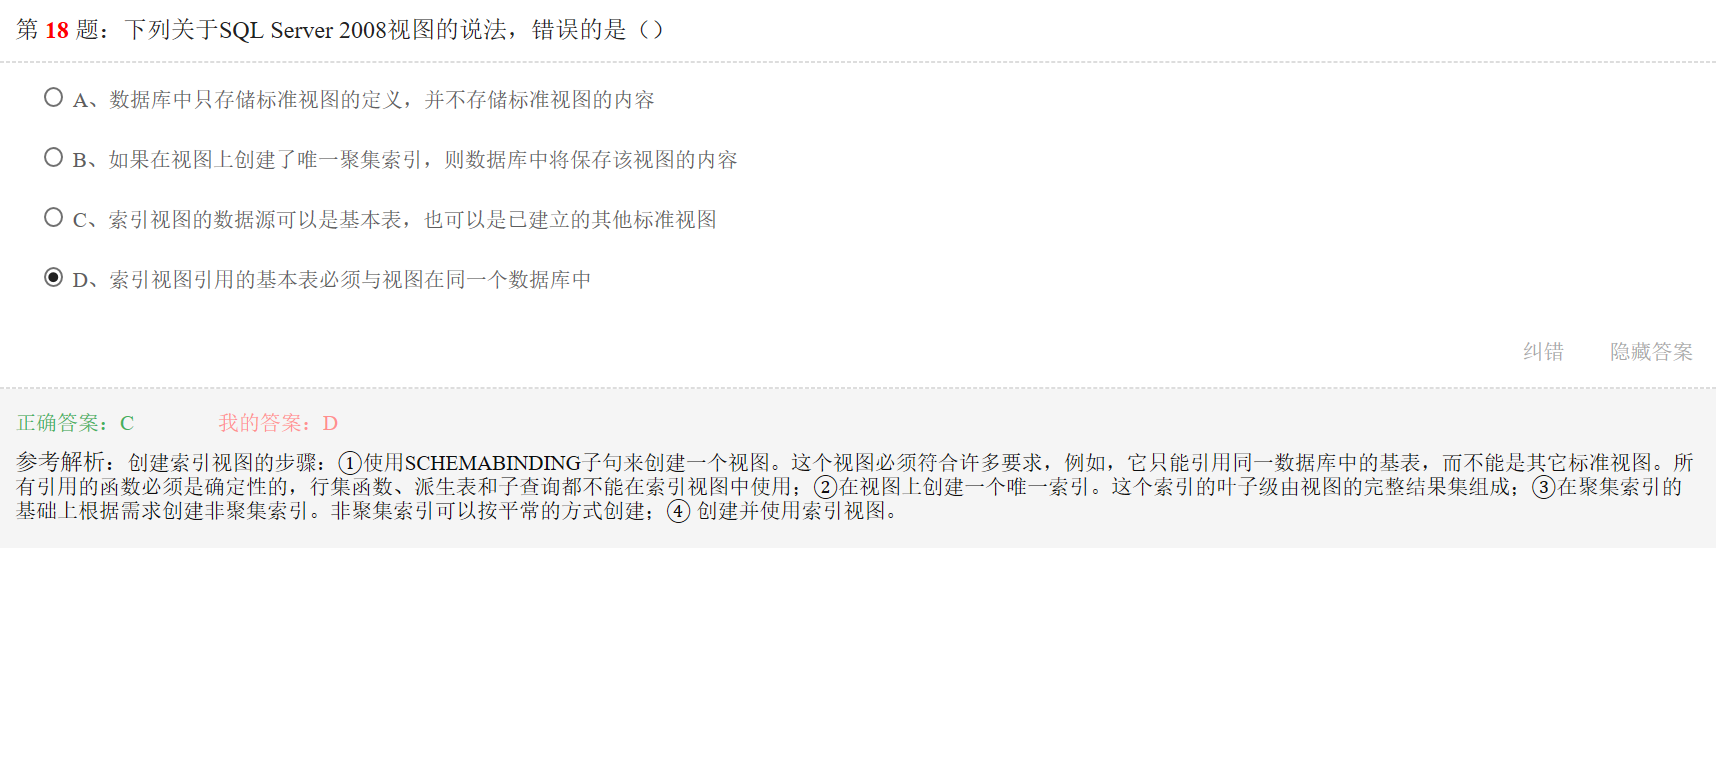 第 18 题：下列关于SQL Server 2008视图的说法，错误的是（）
A、数据库中只存储标准视图的定义，并不存储标准视图的内容
B、如果在视图上创建了唯一聚集索引，则数据库中将保存该视图的内容
C、索引视图的数据源可以是基本表，也可以是已建立的其他标准视图
D、索引视图引用的基本表必须与视图在同一个数据库中
纠错 隐藏答案
正确答案：C 我的答案：D
参考解析：创建索引视图的步骤：①使用SCHEMABINDING子句来创建一个视图。这个视图必须符合许多要求，例如，它只能引用同一数据库中的基表，而不能是其它标准视图。所
有引用的函数必须是确定性的，行集函数、派生表和子查询都不能在索引视图中使用；②在视图上创建一个唯一索引。这个索引的叶子级由视图的完整结果集组成；③在聚集索引的
基础上根据需求创建非聚集索引。非聚集索引可以按平常的方式创建；④ 创建并使用索引视图。